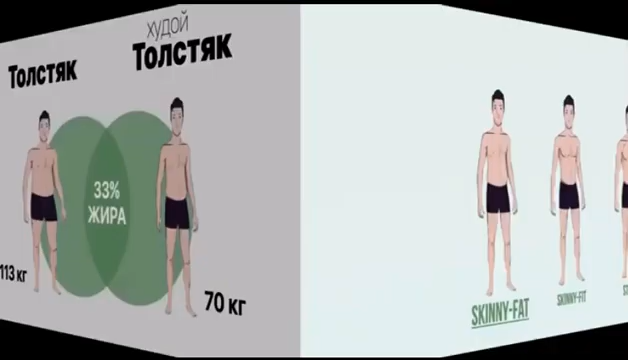 Толстяк
худой
Толстяк
33%
ЖИРА
113 кг
70 кг
SKINNY-FAT
SKINNY-FIT